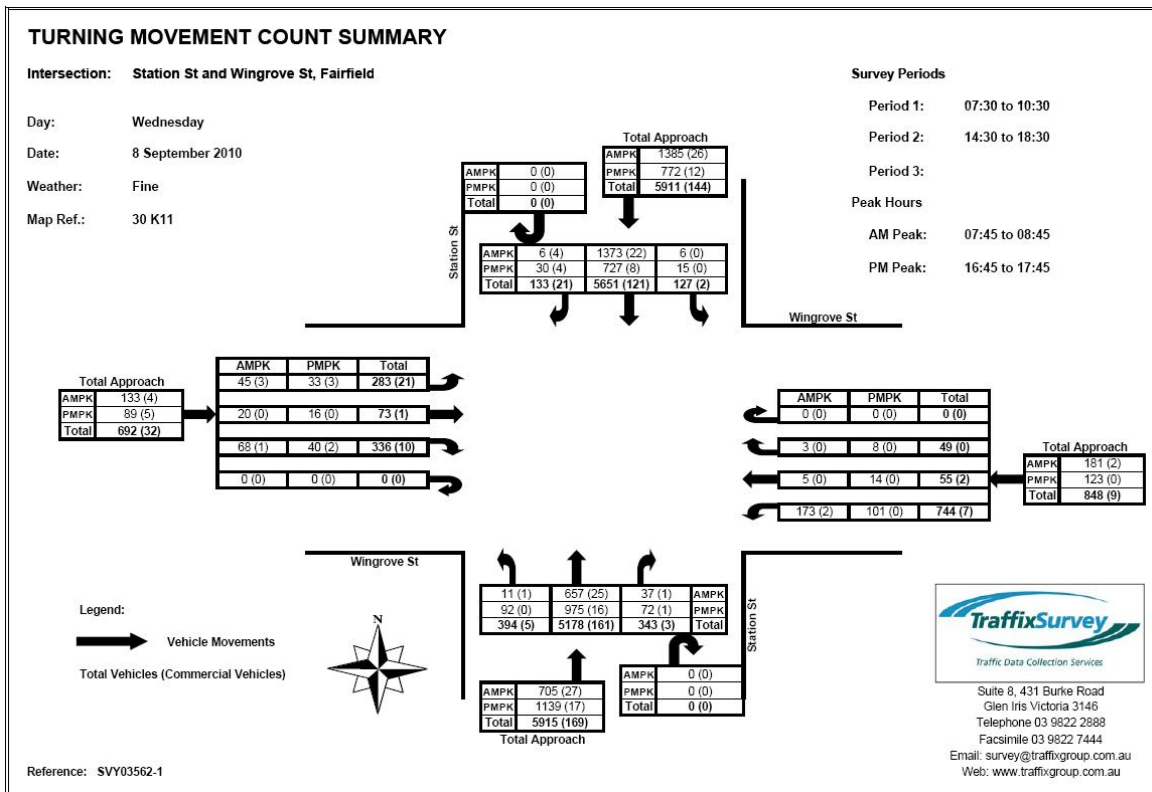 TURNING MOVEMENT COUNT SUMMARY
Intersection: Station St and Wingrove St, Fairfield
Day: Wednesday
Date: 8 September 2010
Weather: Fine
Map Ref.: 30 K11
Survey Periods
Period 1: 07:30 to 10:30
Period 2: 14:30 to 18:30
Period 3:
Peak Hours
AM Peak: 07:45 to 08:45
PM Peak: 16:45 to 17:45
Total Approach
AMPK 1385 (26)
PMPK 772 (12)
Total 5911 (144)
AMPK 0 (0)
PMPK 0 (0)
Total 0 (0)
Station St
AMPK 6 (4) 1373 (22) 6 (0)
PMPK 30 (4) 727 (8) 15 (0)
Total 133 (21) 5651 (121) 127 (2)
Wingrove St
Total Approach
AMPK 133 (4)
PMPK 89 (5)
Total 692 (32)
AMPK PMPK Total
45 (3) 33 (3) 283 (21)
20 (0) 16 (0) 73 (1)
68 (1) 40 (2) 336 (10)
0 (0) 0 (0) 0 (0)
AMPK PMPK Total
0 (0) 0 (0) 0 (0)
3 (0) 8 (0) 49 (0)
5 (0) 14 (0) 55 (2)
173 (2) 101 (0) 744 (7)
Total Approach
AMPK 181 (2)
PMPK 123 (0)
Total 848 (9)
Wingrove St
11 (1) 657 (25) 37 (1) AMPK
92 (0) 975 (16) 72 (1) PMPK
394 (5) 5178 (161) 343 (3) Total
Station St
AMPK 0 (0)
PMPK 0 (0)
Total 0 (0)
AMPK 705 (27)
PMPK 1139 (17)
Total 5915 (169)
Total Approach
Legend:
Vehicle Movements
Total Vehicles (Commercial Vehicles)
N
TraffixSurvey
Traffic Data Collection Services
Suite 8, 431 Burke Road
Glen Iris Victoria 3146
Telephone 03 9822 2888
Facsimile 03 9822 7444
Email: survey@traffixgroup.com.au
Web: www.traffixgroup.com.au
Reference: SVY03562-1